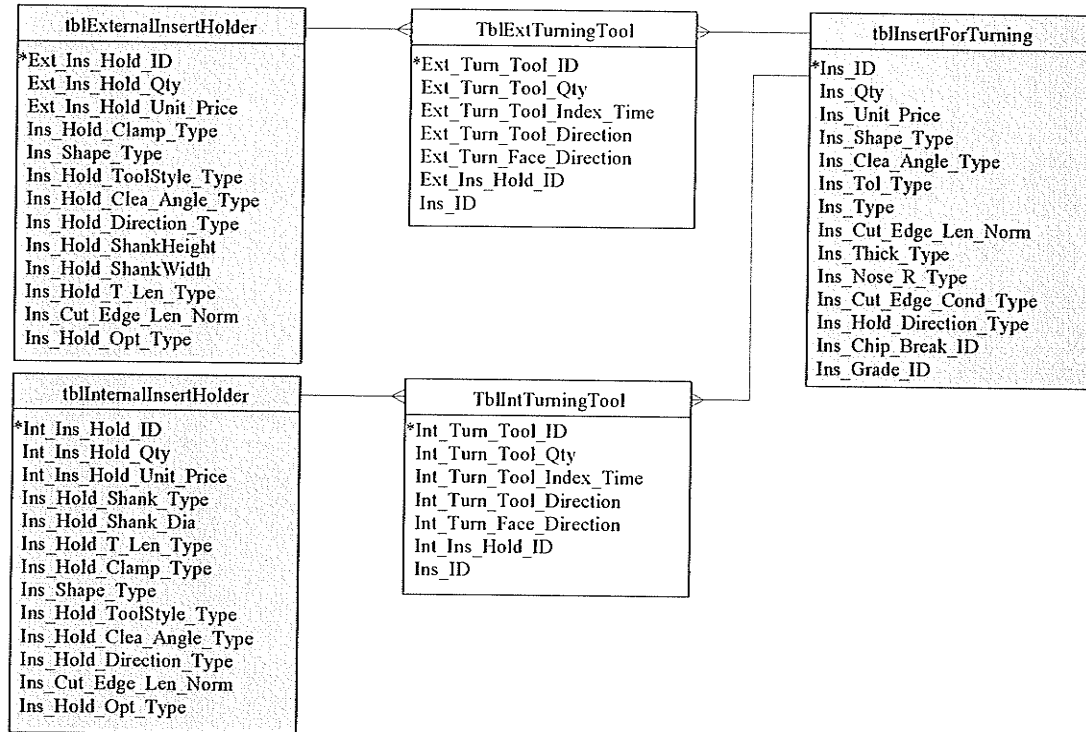 tblExternalInsertHolder
*Ext_Ins_Hold_ID
Ext_Ins_Hold_Qty
Ext_Ins_Hold_Unit_Price
Ins_Hold_Clamp_Type
Ins_Shape_Type
Ins_Hold_ToolStyle_Type
Ins_Hold_Clea_Angle_Type
Ins_Hold_Direction_Type
Ins_Hold_ShankHeight
Ins_Hold_ShankWidth
Ins_Hold_T_Len_Type
Ins_Cut_Edge_Len_Norm
Ins_Hold_Opt_Type
TblExtTurningTool
*Ext_Turn_Tool_ID
Ext_Turn_Tool_Qty
Ext_Turn_Tool_Index_Time
Ext_Turn_Tool_Direction
Ext_Turn_Face_Direction
Ext_Ins_Hold_ID
Ins_ID
tblInsertForTurning
*Ins_ID
Ins_Qty
Ins_Unit_Price
Ins_Shape_Type
Ins_Clea_Angle_Type
Ins_Tol_Type
Ins_Type
Ins_Cut_Edge_Len_Norm
Ins_Thick_Type
Ins_Nose_R_Type
Ins_Cut_Edge_Cond_Type
Ins_Hold_Direction_Type
Ins_Chip_Break_ID
Ins_Grade_ID
tblInternalInsertHolder
*Int_Ins_Hold_ID
Int_Ins_Hold_Qty
Int_Ins_Hold_Unit_Price
Ins_Hold_Shank_Type
Ins_Hold_Shank_Dia
Ins_Hold_T_Len_Type
Ins_Hold_Clamp_Type
Ins_Shape_Type
Ins_Hold_ToolStyle_Type
Ins_Hold_Clea_Angle_Type
Ins_Hold_Direction_Type
Ins_Cut_Edge_Len_Norm
Ins_Hold_Opt_Type
TblIntTurningTool
*Int_Turn_Tool_ID
Int_Turn_Tool_Qty
Int_Turn_Tool_Index_Time
Int_Turn_Tool_Direction
Int_Turn_Face_Direction
Int_Ins_Hold_ID
Ins_ID